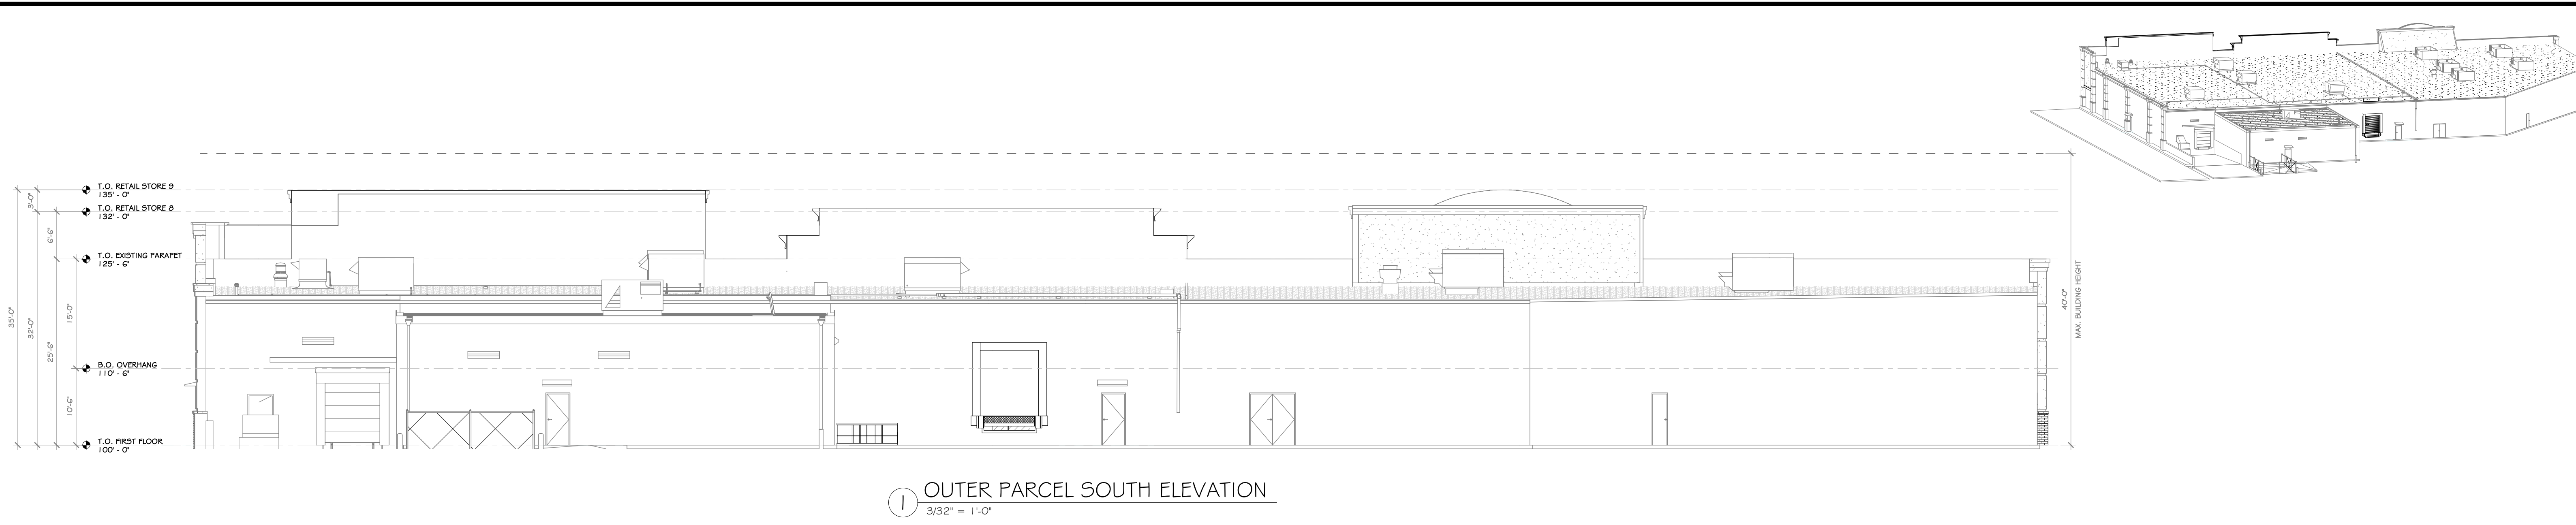 T.O. RETAIL STORE 9
135' - 0"
T.O. RETAIL STORE 8
132' - 0"
T.O. EXISTING PARAPET
125' - 6"
B.O. OVERHANG
110' - 6"
T.O. FIRST FLOOR
100' - 0"
35'-0"
3'-0"
32'-0"
6'-6"
25'-6"
15'-0"
10'-6"
40'-0"
MAX. BUILDING HEIGHT
1
OUTER PARCEL SOUTH ELEVATION
3/32" = 1'-0"